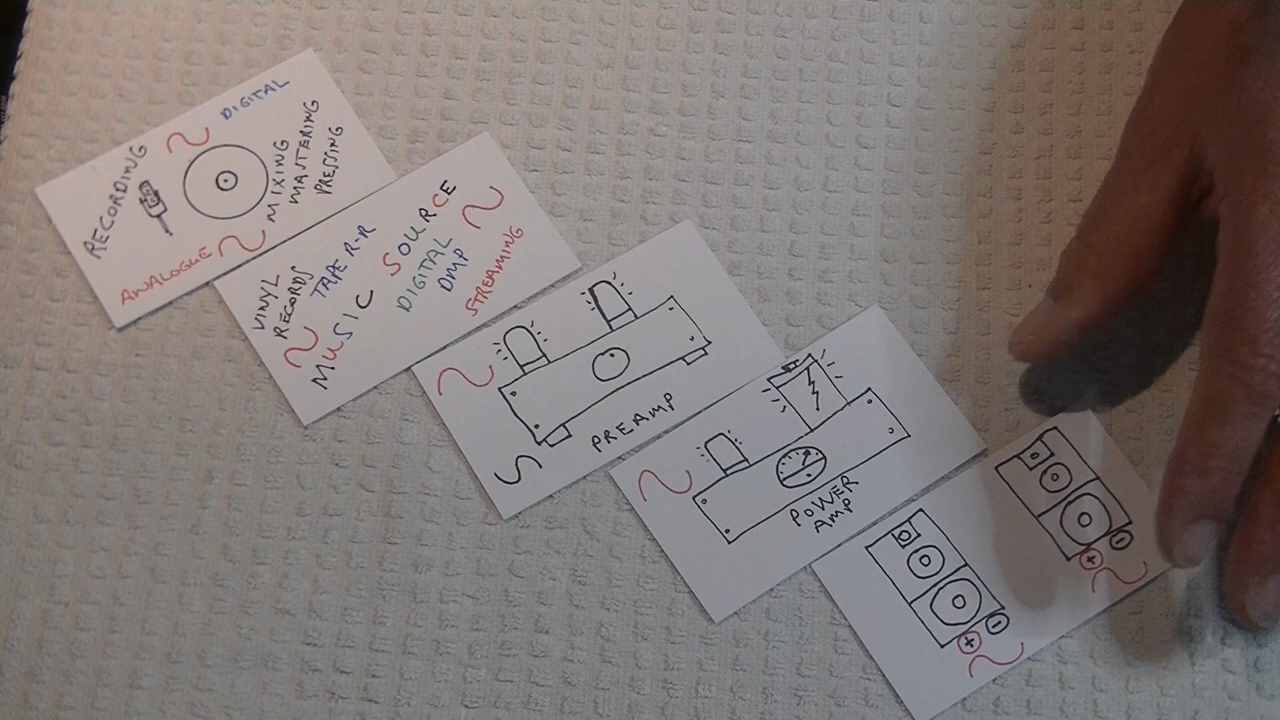 RECORDING
DIGITAL
ANALOGUE
MIXING
MASTERING
PRESSING
VINYL
RECORDS
TAPE R-R
MUSIC SOURCE
DIGITAL
DMP
STREAMING
PREAMP
POWER
AMP
+
-
+
-